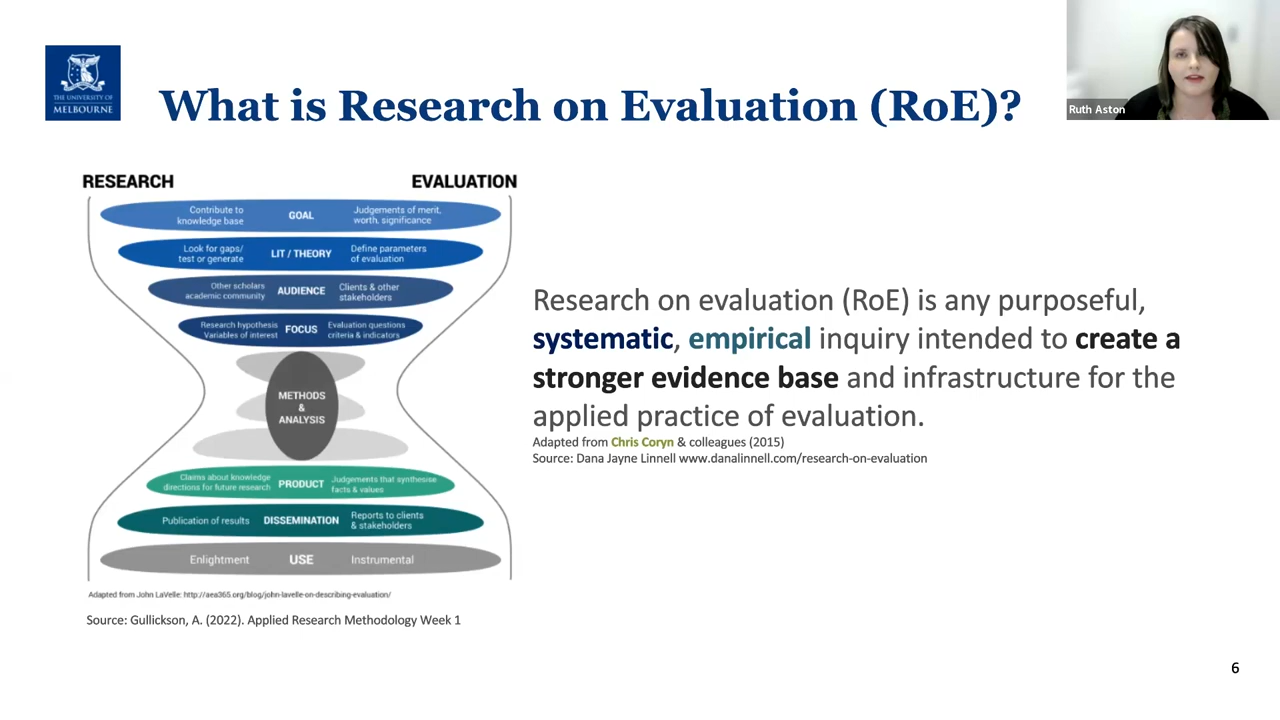 THE UNIVERSITY OF
MELBOURNE
What is Research on Evaluation (RoE)?
Ruth Aston
RESEARCH
EVALUATION
Contribute to
knowledge base
GOAL
Judgements of merit,
worth, significance
Look for gaps/
test or generate
LIT / THEORY
Define parameters
of evaluation
Other scholars
academic community
AUDIENCE
Clients & other
stakeholders
Research hypothesis
Variables of interest
FOCUS
Evaluation questions
criteria & indicators
METHODS
&
ANALYSIS
Claims about knowledge
directions for future research
PRODUCT
Judgements that synthesise
facts & values
Publication of results
DISSEMINATION
Reports to clients
& stakeholders
Enlightment
USE
Instrumental
Adapted from John LaVelle: http://aea365.org/blog/john-lavelle-on-describing-evaluation/
Source: Gullickson, A. (2022). Applied Research Methodology Week 1
Research on evaluation (RoE) is any purposeful,
systematic, empirical inquiry intended to create a
stronger evidence base and infrastructure for the
applied practice of evaluation.
Adapted from Chris Coryn & colleagues (2015)
Source: Dana Jayne Linnell www.danalinnell.com/research-on-evaluation
6